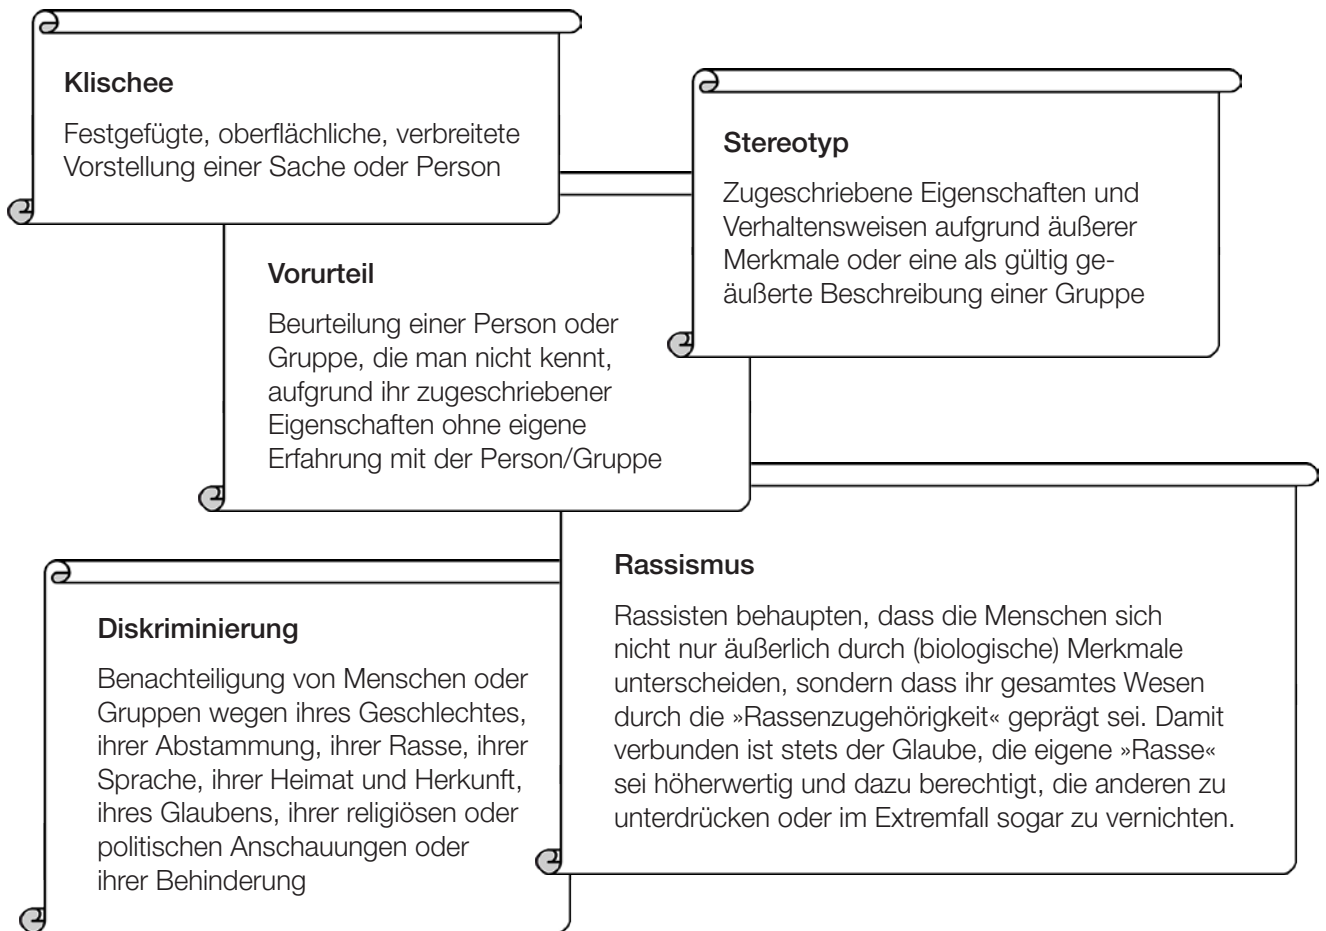 Klischee
Festgefügte, oberflächliche, verbreitete
Vorstellung einer Sache oder Person
Stereotyp
Zugeschriebene Eigenschaften und
Verhaltensweisen aufgrund äußerer
Merkmale oder eine als gültig ge-
äußerte Beschreibung einer Gruppe
Vorurteil
Beurteilung einer Person oder
Gruppe, die man nicht kennt,
aufgrund ihr zugeschriebener
Eigenschaften ohne eigene
Erfahrung mit der Person/Gruppe
Rassismus
Rassisten behaupten, dass die Menschen sich
nicht nur äußerlich durch (biologische) Merkmale
unterscheiden, sondern dass ihr gesamtes Wesen
durch die »Rassenzugehörigkeit« geprägt sei. Damit
verbunden ist stets der Glaube, die eigene »Rasse«
sei höherwertig und dazu berechtigt, die anderen zu
unterdrücken oder im Extremfall sogar zu vernichten.
Diskriminierung
Benachteiligung von Menschen oder
Gruppen wegen ihres Geschlechtes,
ihrer Abstammung, ihrer Rasse, ihrer
Sprache, ihrer Heimat und Herkunft,
ihres Glaubens, ihrer religiösen oder
politischen Anschauungen oder
ihrer Behinderung